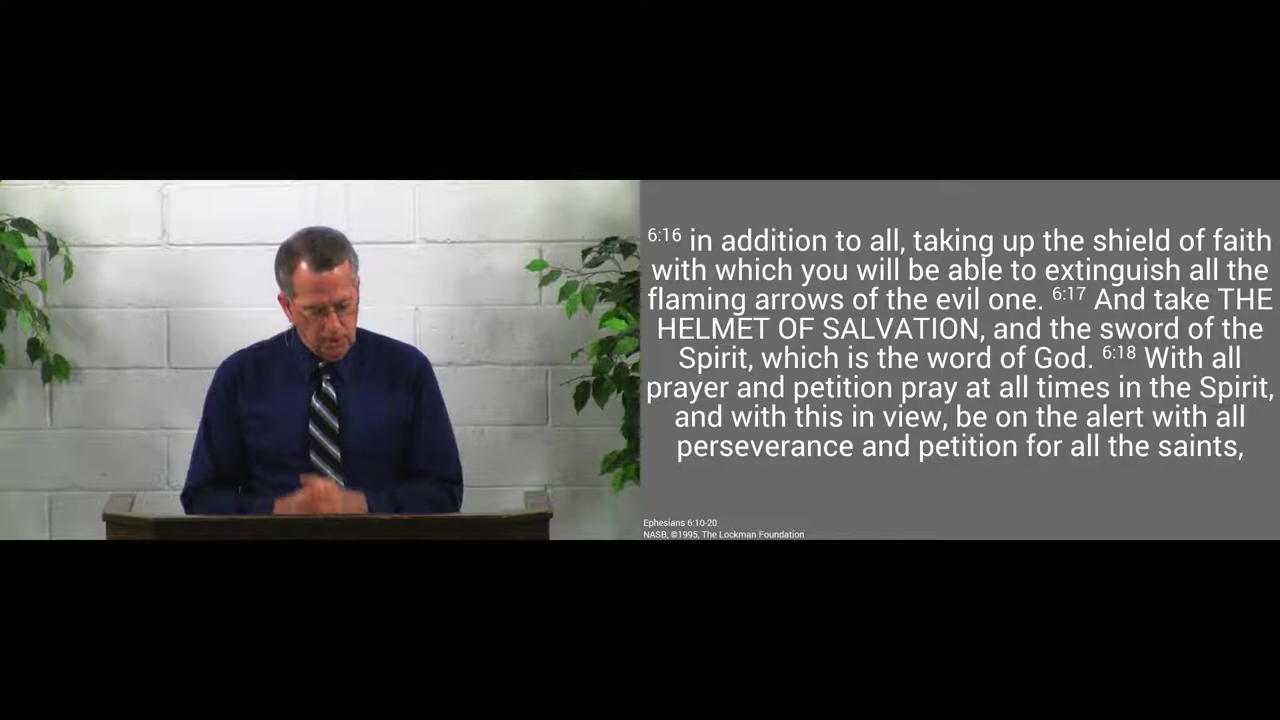 6:16 in addition to all, taking up the shield of faith
with which you will be able to extinguish all the
flaming arrows of the evil one. 6:17 And take THE
HELMET OF SALVATION, and the sword of the
Spirit, which is the word of God. 6:18 With all
prayer and petition pray at all times in the Spirit,
and with this in view, be on the alert with all
perseverance and petition for all the saints,
Ephesians 6:10-20
NASB, ©1995, The Lockman Foundation